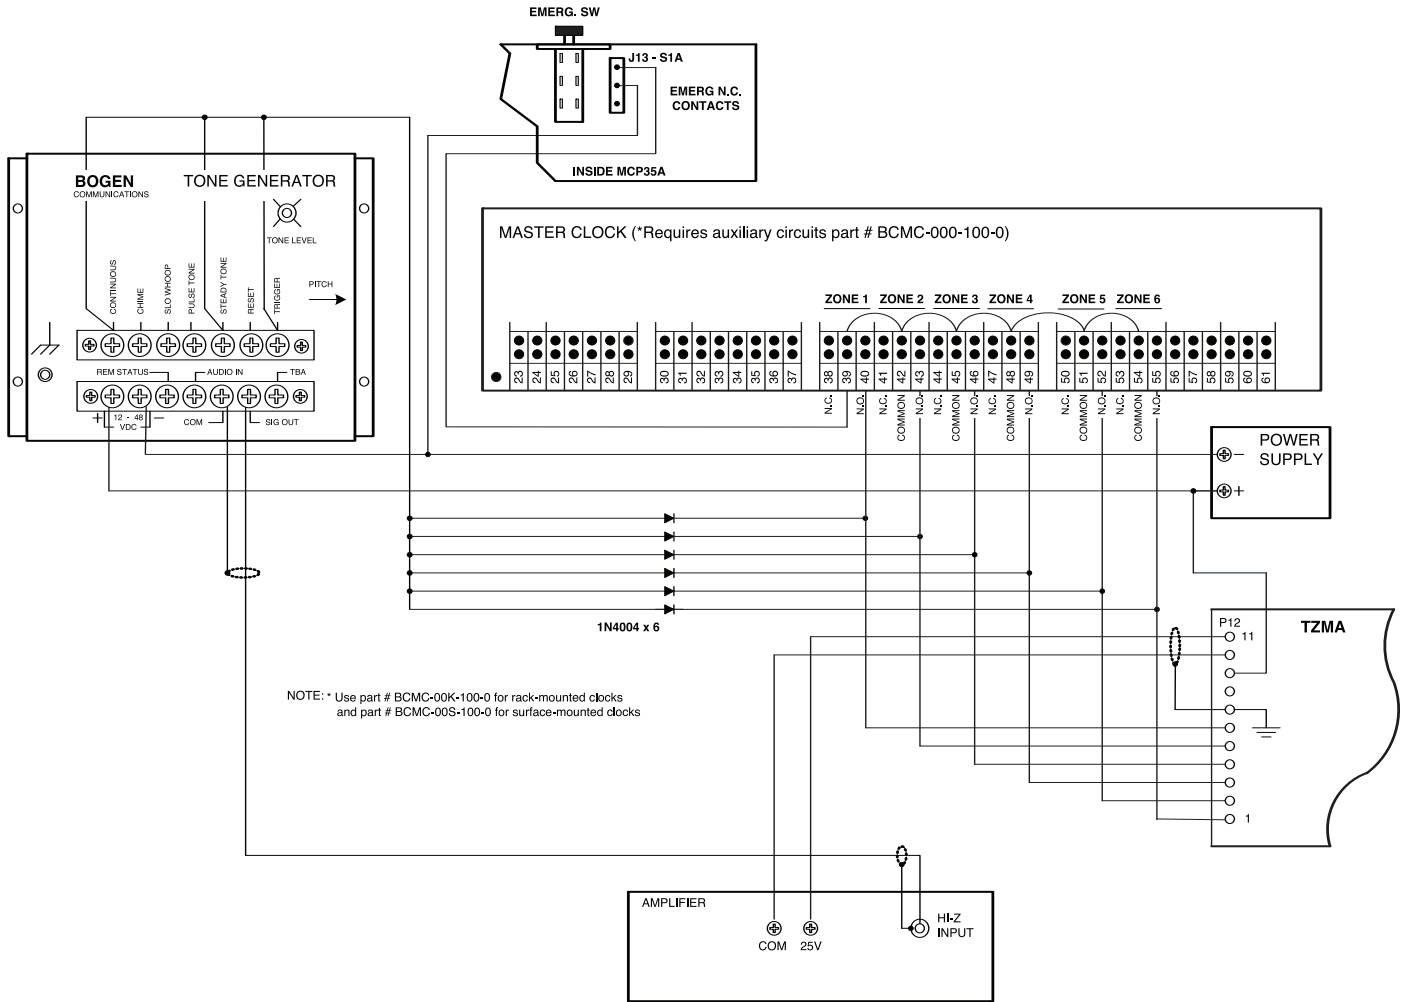 EMERG. SW
J13 - S1A
EMERG N.C.
CONTACTS
INSIDE MCP35A
BOGEN
COMMUNICATIONS
TONE GENERATOR
TONE LEVEL
CONTINUOUS
CHIME
SLO WHOOP
PULSE TONE
STEADY TONE
RESET
TRIGGER
PITCH
REM STATUS
AUDIO IN
TBA
+ 12 - 48 –
VDC
COM
SIG OUT
MASTER CLOCK (*Requires auxiliary circuits part # BCMC-000-100-0)
ZONE 1 ZONE 2 ZONE 3 ZONE 4 ZONE 5 ZONE 6
23 24 25 26 27 28 29 30 31 32 33 34 35 36 37 38 39 40 41 42 43 44 45 46 47 48 49 50 51 52 53 54 55 56 57 58 59 60 61
N.C. N.O. N.C. COMMON N.O. N.C. COMMON N.O. N.C. COMMON N.O. N.C. COMMON N.O. N.C. COMMON N.O.
POWER
SUPPLY
–
+
1N4004 x 6
P12
11
TZMA
1
NOTE: * Use part # BCMC-00K-100-0 for rack-mounted clocks
and part # BCMC-00S-100-0 for surface-mounted clocks
AMPLIFIER
COM
25V
HI-Z
INPUT